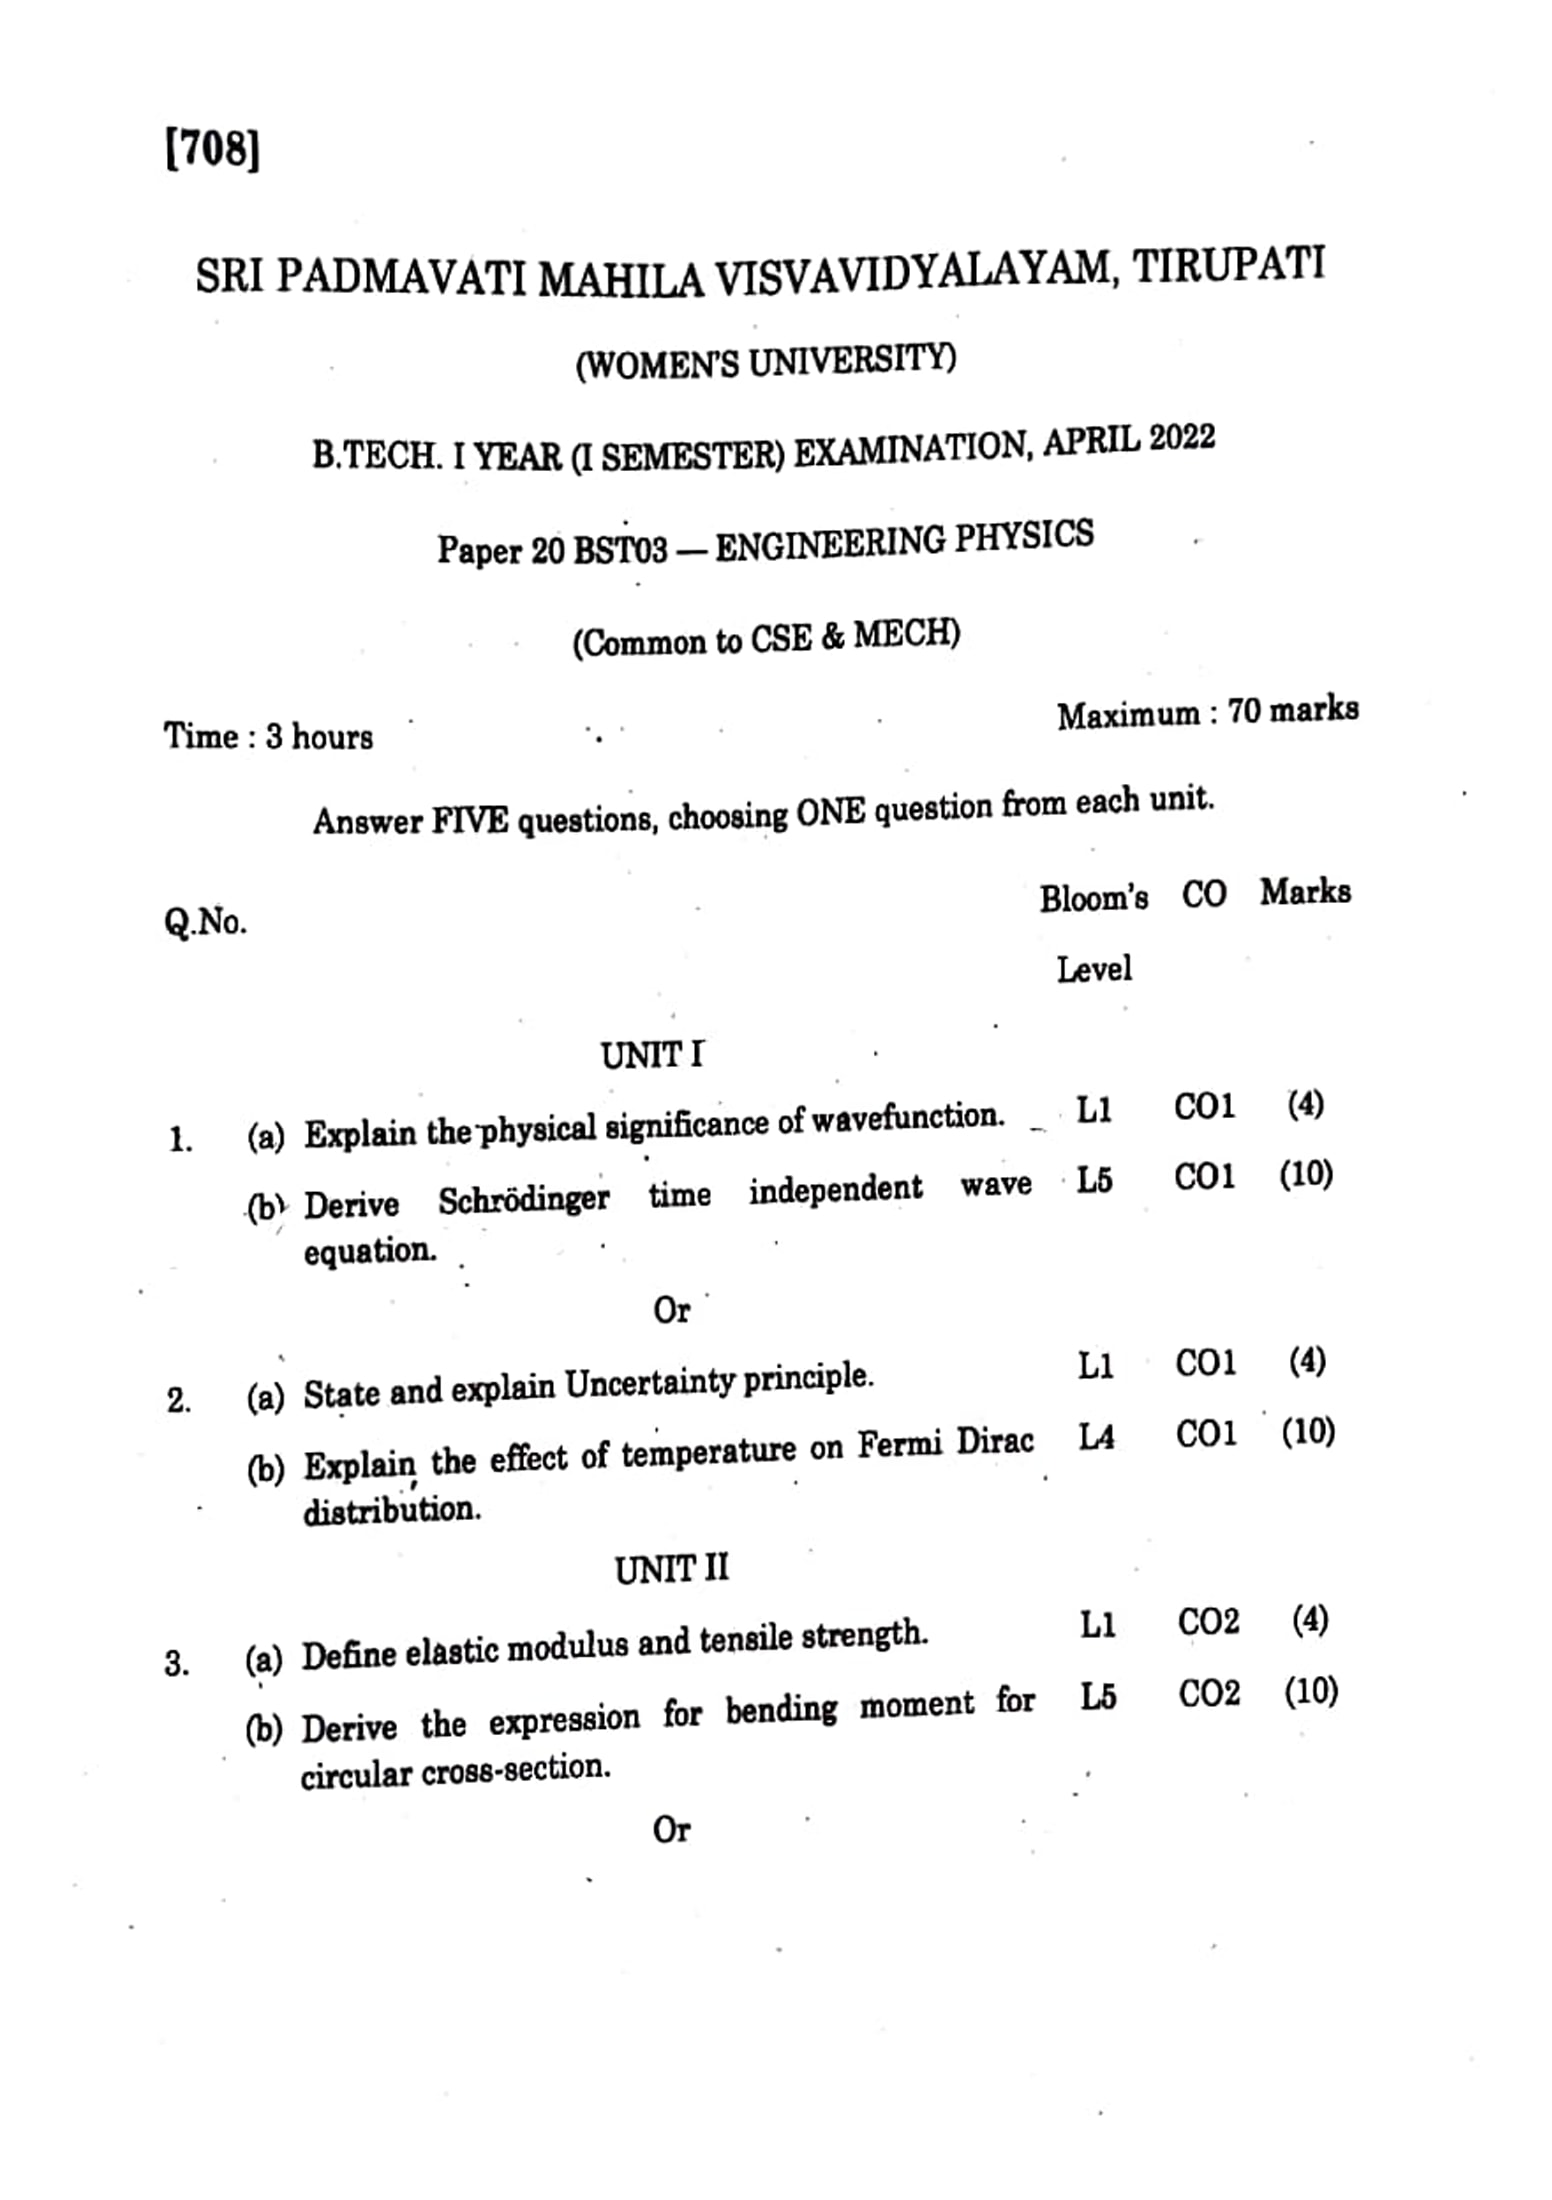 [708]
SRI PADMAVATI MAHILA VISVAVIDYALAYAM, TIRUPATI
(WOMEN'S UNIVERSITY)
B.TECH. I YEAR (I SEMESTER) EXAMINATION, APRIL 2022
Paper 20 BST03 — ENGINEERING PHYSICS
(Common to CSE & MECH)
Time : 3 hours Maximum : 70 marks
Answer FIVE questions, choosing ONE question from each unit.
Q.No. Bloom's CO Marks
Level
UNIT I
1. (a) Explain the physical significance of wavefunction. L1 CO1 (4)
(b) Derive Schrödinger time independent wave L5 CO1 (10)
equation.
Or
2. (a) State and explain Uncertainty principle. L1 CO1 (4)
(b) Explain the effect of temperature on Fermi Dirac L4 CO1 (10)
distribution.
UNIT II
3. (a) Define elastic modulus and tensile strength. L1 CO2 (4)
(b) Derive the expression for bending moment for L5 CO2 (10)
circular cross-section.
Or